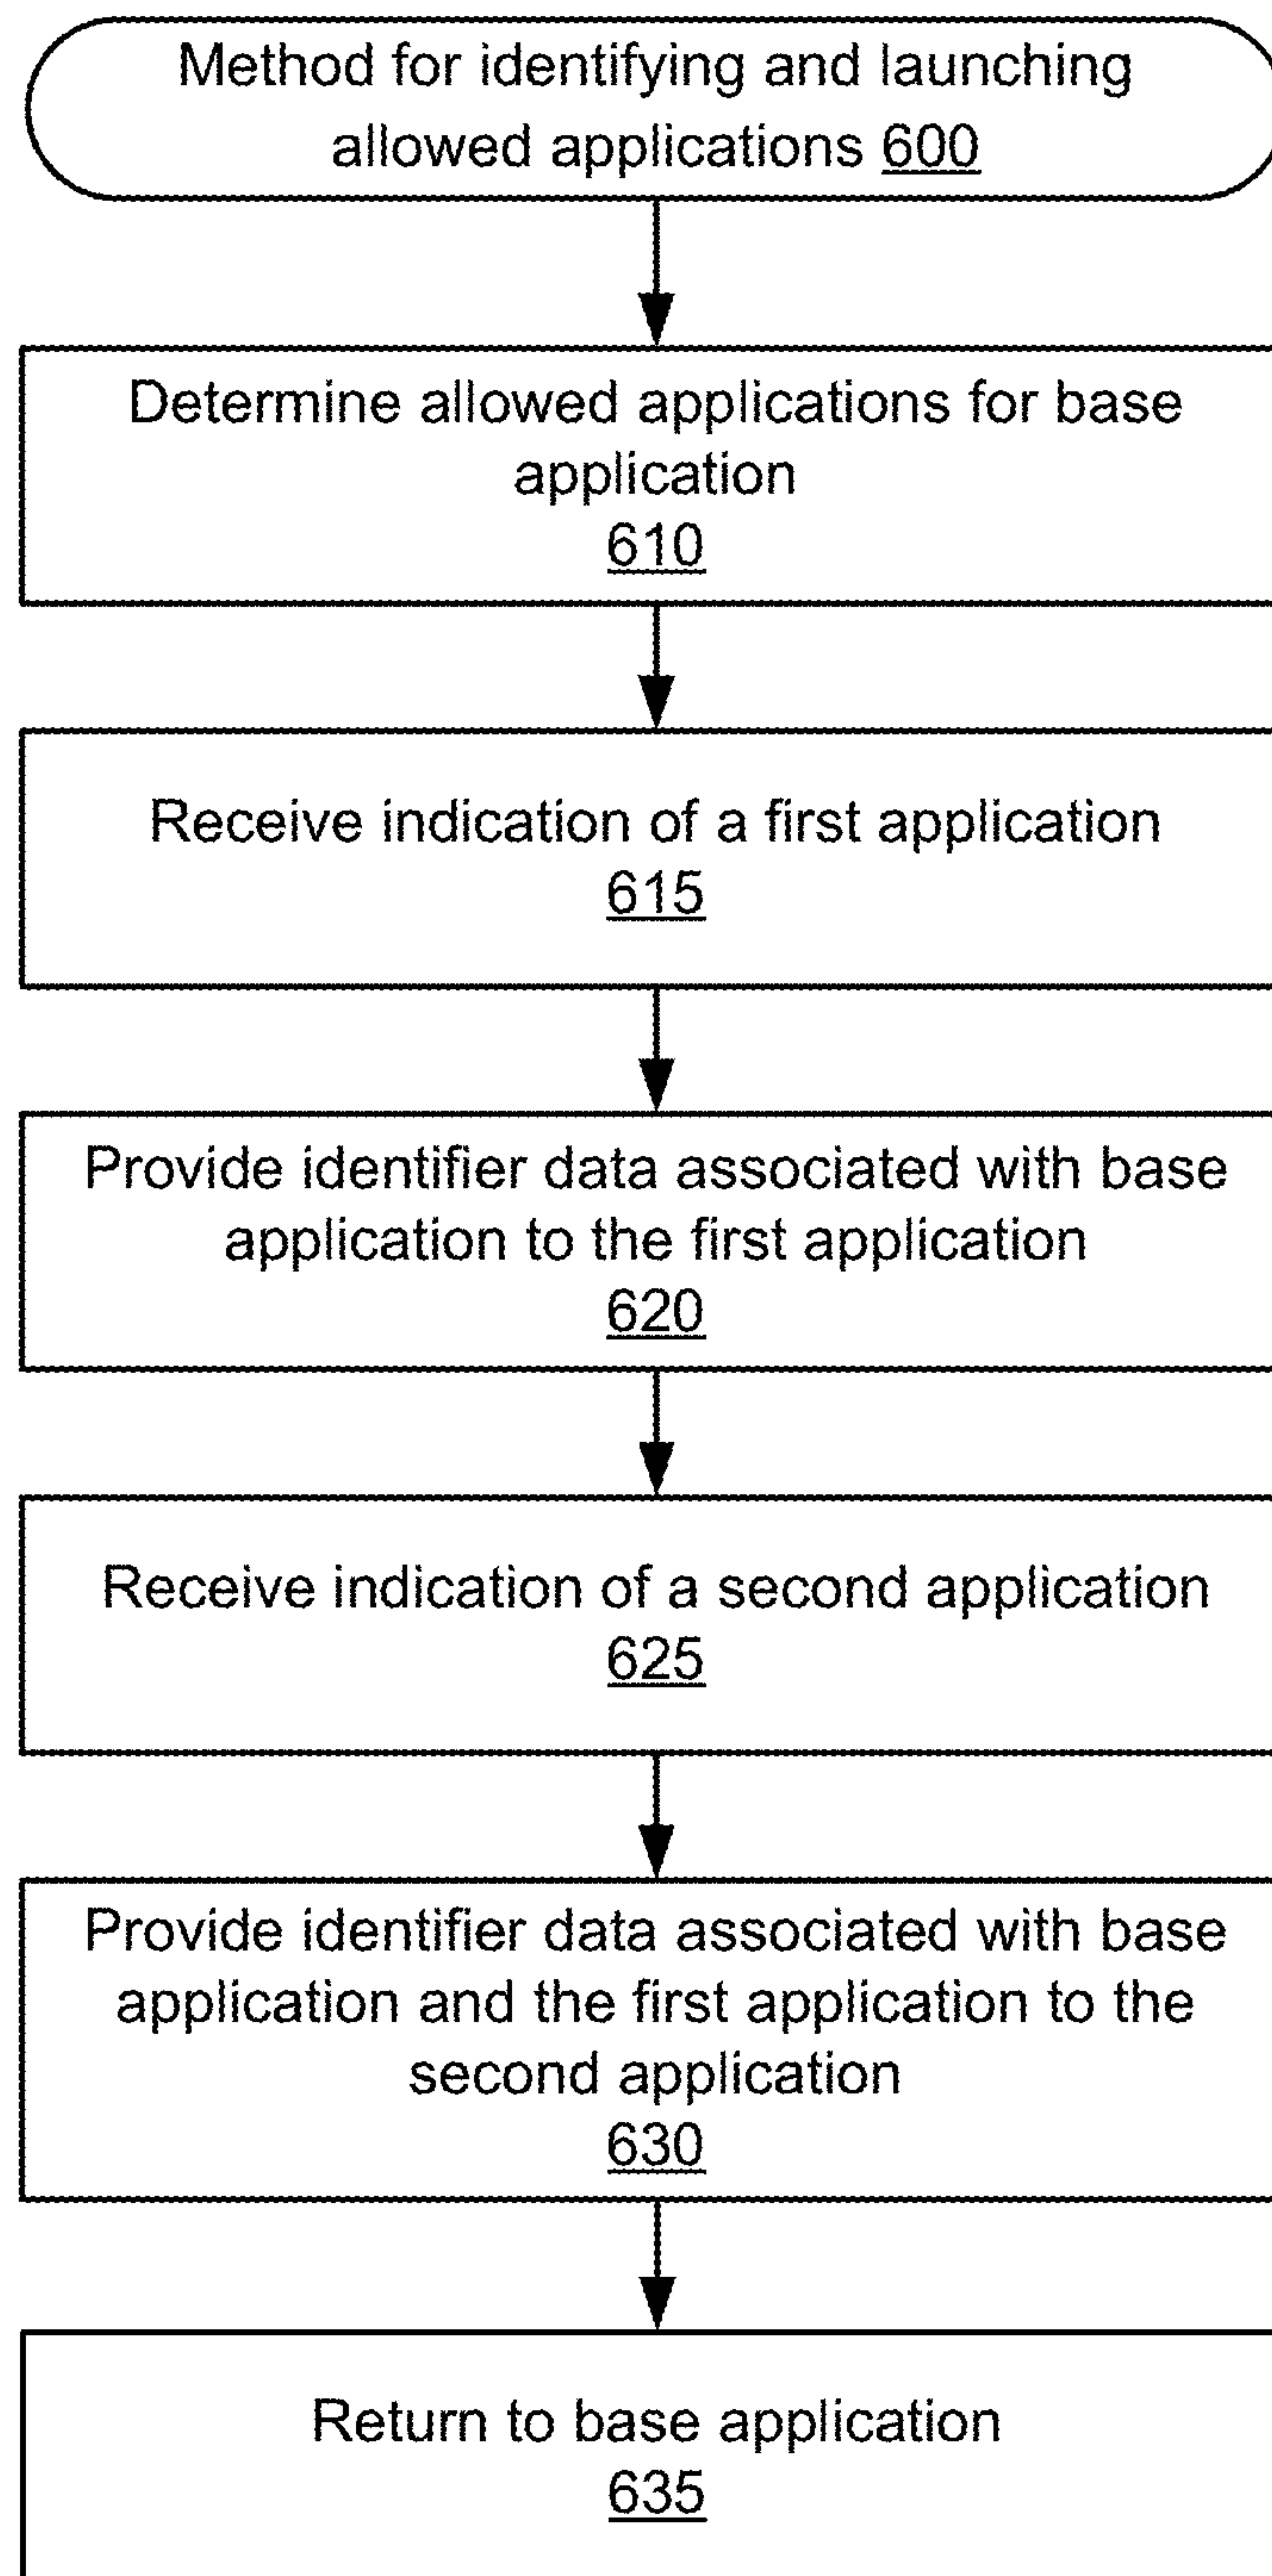 Method for identifying and launching
allowed applications 600
Determine allowed applications for base
application
610
Receive indication of a first application
615
Provide identifier data associated with base
application to the first application
620
Receive indication of a second application
625
Provide identifier data associated with base
application and the first application to the
second application
630
Return to base application
635